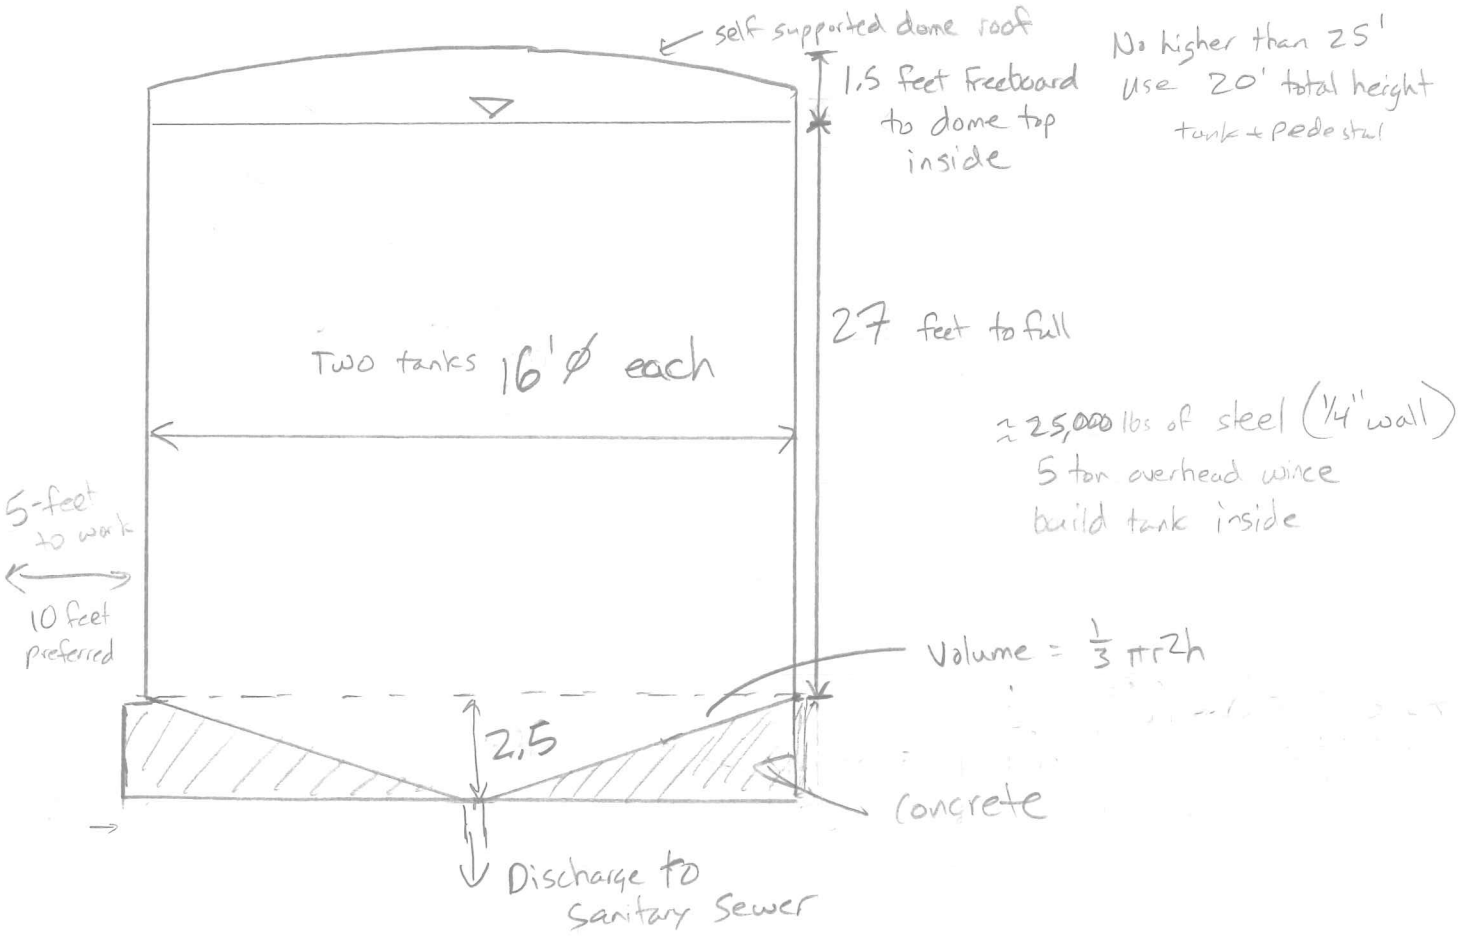 self supported dome roof
No higher than 25'
Use 20' total height
tank + pedestal
1.5 feet Freeboard
to dome top
inside
27 feet to full
Two tanks 16'Ø each
≈ 25,000 lbs of steel (1/4" wall)
5 ton overhead wince
build tank inside
5-feet
to work
10 feet
preferred
Volume = 1/3 πr2h
2.5
Concrete
Discharge to
Sanitary Sewer